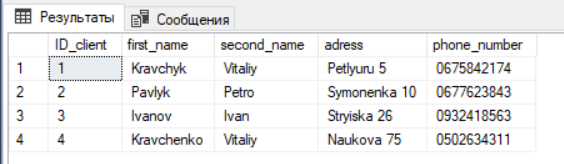 Результаты Сообщения
ID_client first_name second_name adress phone_number
1 1 Kravchyk Vitaliy Petlyuru 5 0675842174
2 2 Pavlyk Petro Symonenka 10 0677623843
3 3 Ivanov Ivan Stryiska 26 0932418563
4 4 Kravchenko Vitaliy Naukova 75 0502634311